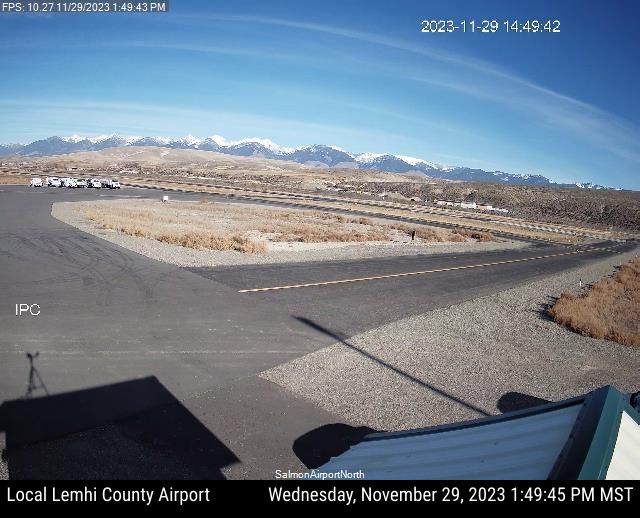 FPS: 10.27 11/29/2023 1:49:43 PM
2023-11-29 14:49:42
IPC
SalmonAirportNorth
Local Lemhi County Airport Wednesday, November 29, 2023 1:49:45 PM MST